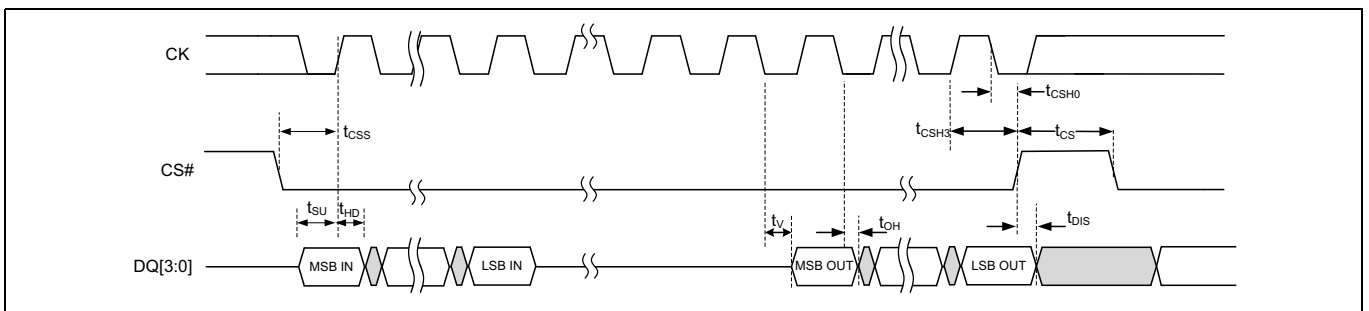 CK
tCSH0
tCSS
tCSH3
tCS
CS#
tSU
tHD
tV
tOH
tDIS
DQ[3:0]
MSB IN
LSB IN
MSB OUT
LSB OUT